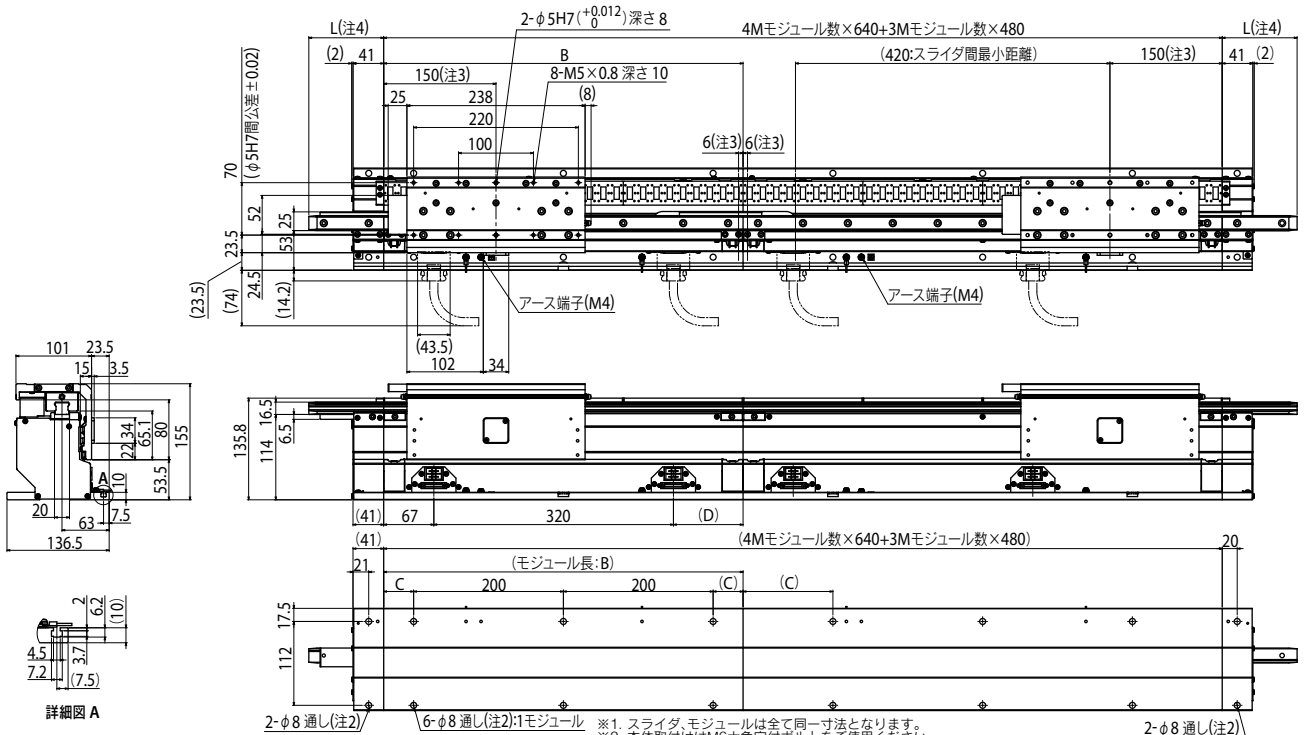 L(注4)
2-φ5H7(+0.012 0)深さ 8
4Mモジュール数×640+3Mモジュール数×480
L(注4)
(2)
41
B
(420:スライダ間最小距離)
150(注3)
41
(2)
150(注3)
8-M5×0.8 深さ 10
25
238
(8)
220
100
6(注3)
6(注3)
(φ5H7間公差±0.02)
70
52
25
23.5
53
(23.5)
(74)
24.5
(14.2)
アース端子(M4)
アース端子(M4)
(43.5)
102
34
101
23.5
15
3.5
22
34
65.1
80
155
10
53.5
A
20
63
7.5
136.5
135.8
114
16.5
6.5
(41)
67
320
(D)
(41)
(4Mモジュール数×640+3Mモジュール数×480)
20
21
(モジュール長:B)
C
200
200
(C)
(C)
17.5
112
2
6.2
(10)
4.5
3.7
7.2
(7.5)
詳細図 A
2-φ8 通し(注2)
6-φ8 通し(注2):1モジュール
※1. スライダ、モジュールは全て同一寸法となります。
2-φ8 通し(注2)